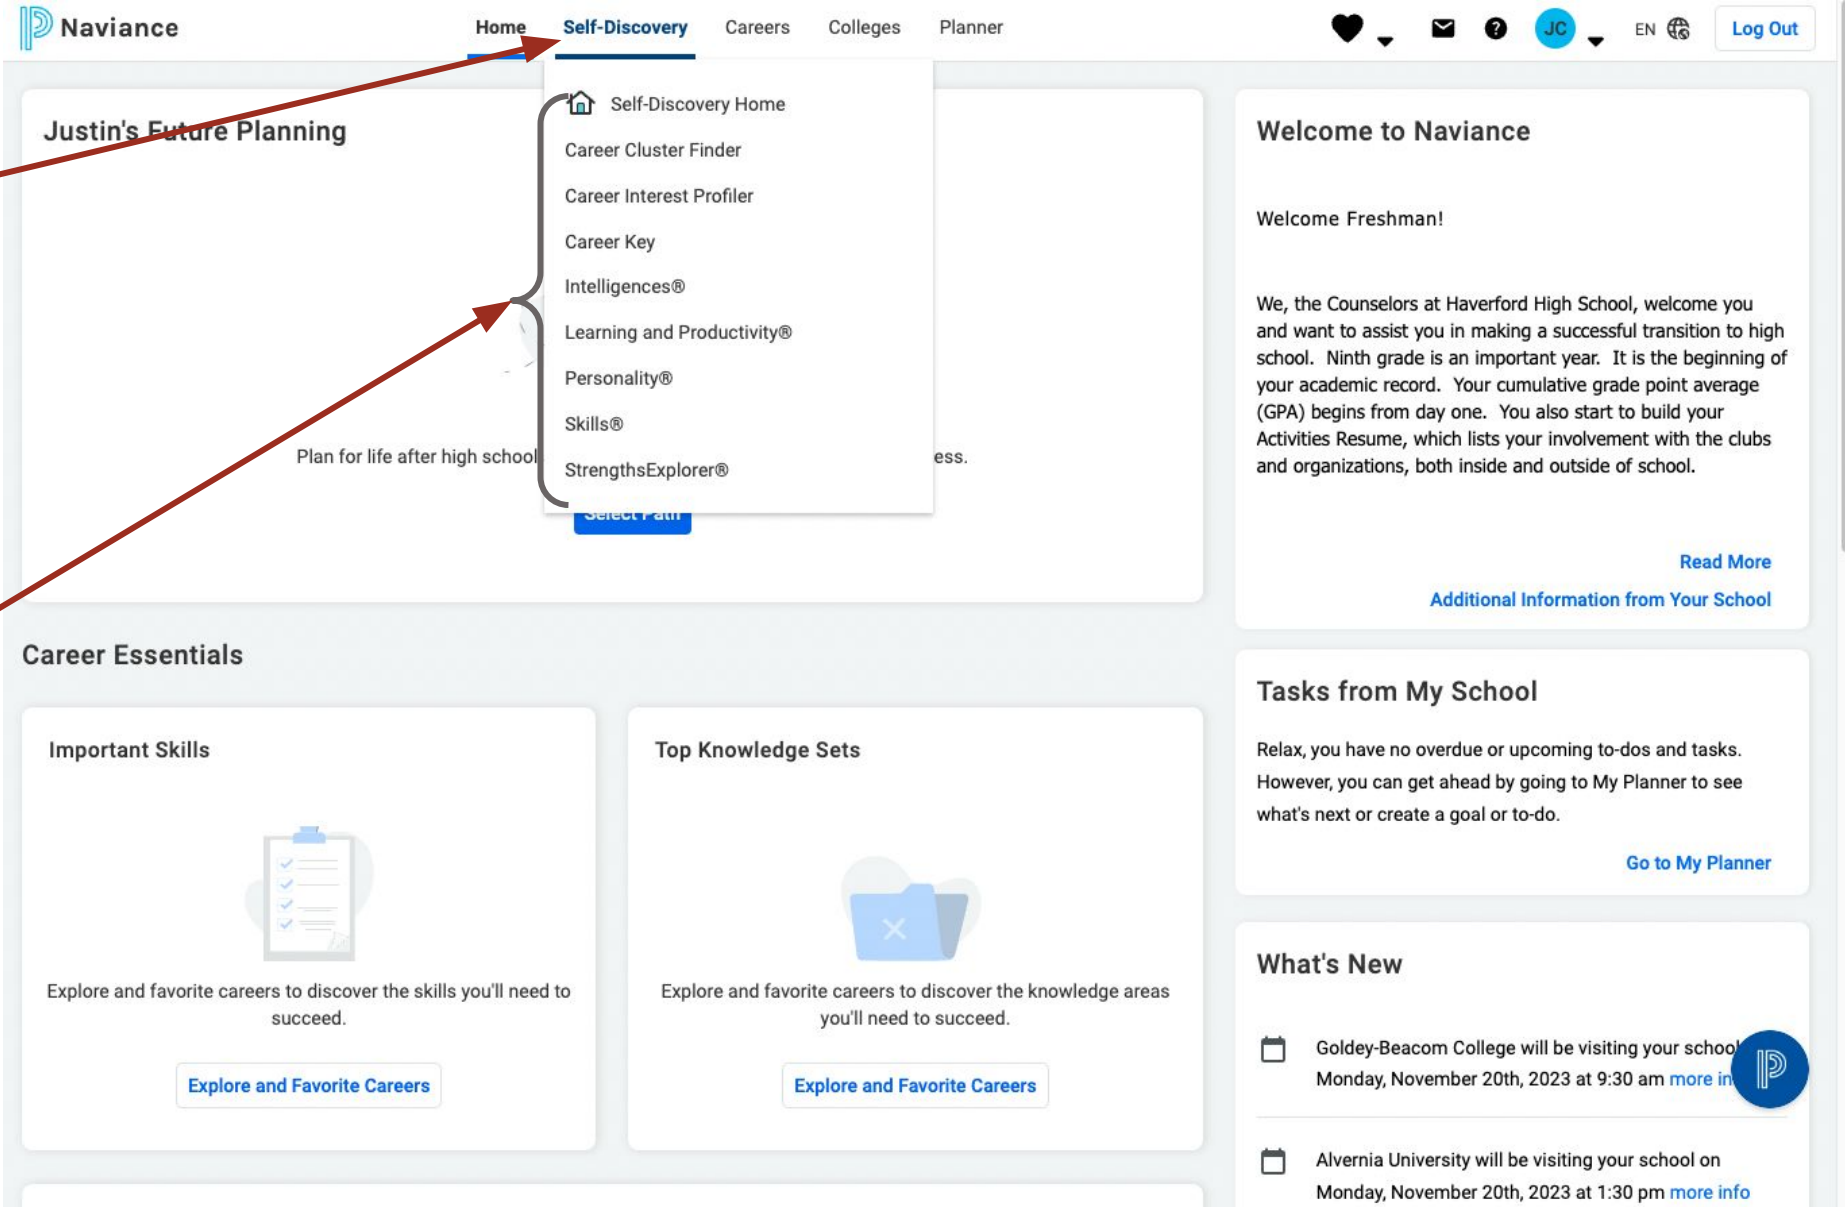 Naviance
Home Self-Discovery Careers Colleges Planner
JC
EN
Log Out
Self-Discovery Home
Career Cluster Finder
Career Interest Profiler
Career Key
Intelligences®
Learning and Productivity®
Personality®
Skills®
StrengthsExplorer®
Justin's Future Planning
Plan for life after high school
ess.
Select Path
Career Essentials
Important Skills
Explore and favorite careers to discover the skills you'll need to
succeed.
Explore and Favorite Careers
Top Knowledge Sets
Explore and favorite careers to discover the knowledge areas
you'll need to succeed.
Explore and Favorite Careers
Welcome to Naviance
Welcome Freshman!
We, the Counselors at Haverford High School, welcome you
and want to assist you in making a successful transition to high
school. Ninth grade is an important year. It is the beginning of
your academic record. Your cumulative grade point average
(GPA) begins from day one. You also start to build your
Activities Resume, which lists your involvement with the clubs
and organizations, both inside and outside of school.
Read More
Additional Information from Your School
Tasks from My School
Relax, you have no overdue or upcoming to-dos and tasks.
However, you can get ahead by going to My Planner to see
what's next or create a goal or to-do.
Go to My Planner
What's New
Goldey-Beacom College will be visiting your school
Monday, November 20th, 2023 at 9:30 am more in
Alvernia University will be visiting your school on
Monday, November 20th, 2023 at 1:30 pm more info